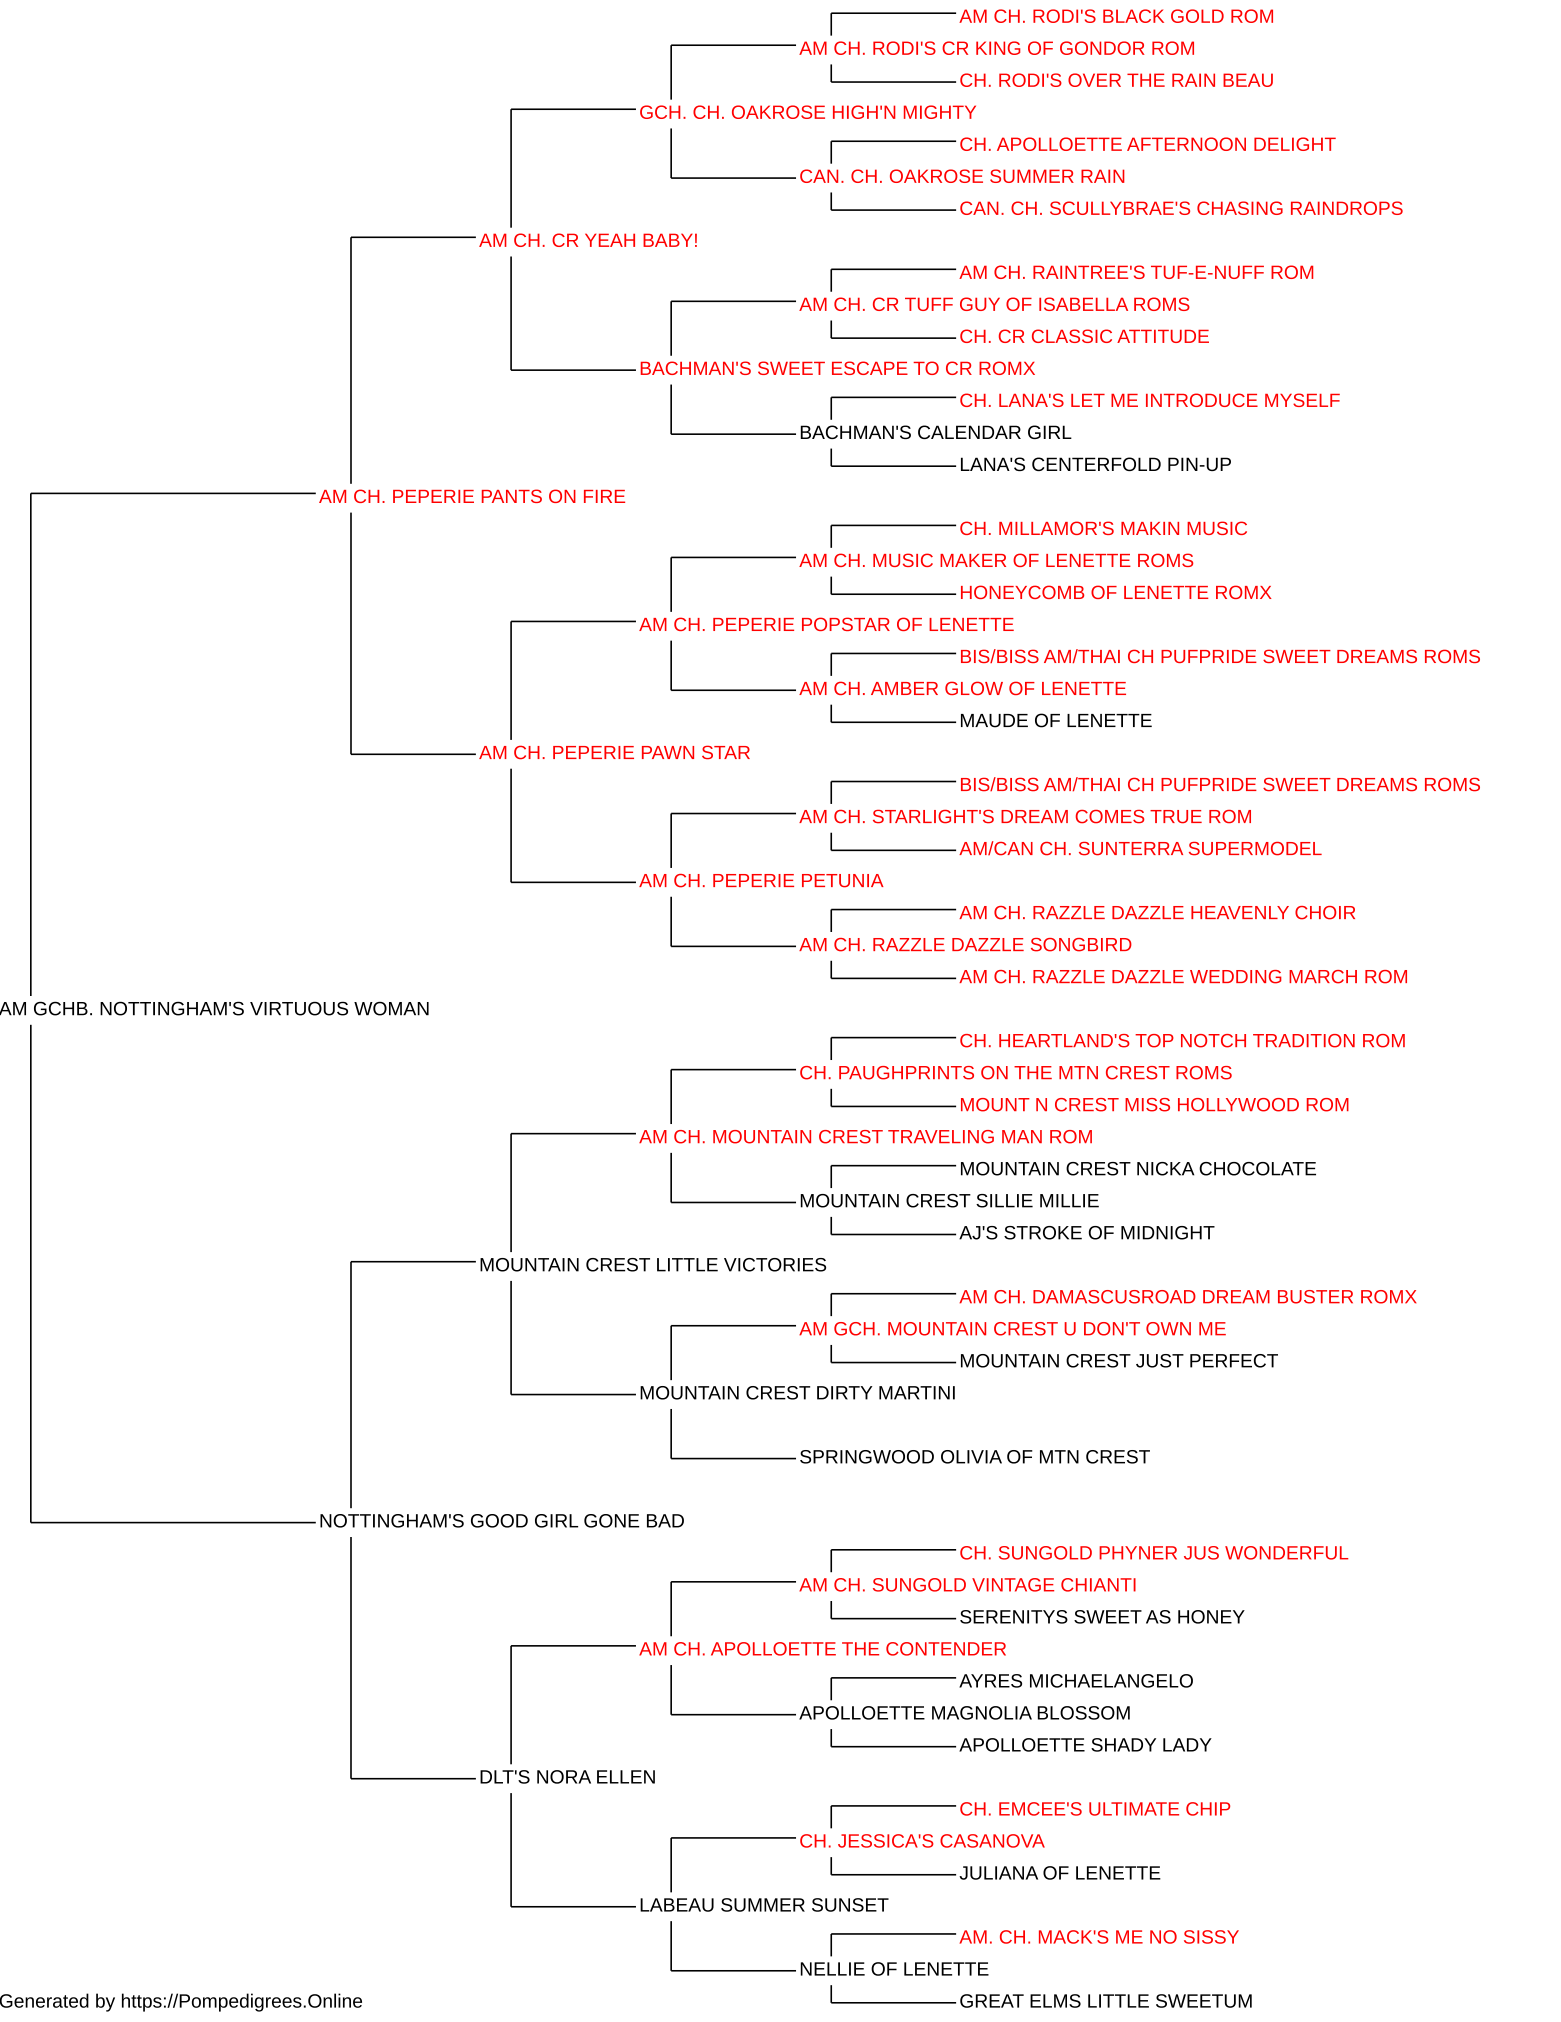 AM CH. RODI'S BLACK GOLD ROM
AM CH. RODI'S CR KING OF GONDOR ROM
CH. RODI'S OVER THE RAIN BEAU
GCH. CH. OAKROSE HIGH'N MIGHTY
CH. APOLLOETTE AFTERNOON DELIGHT
CAN. CH. OAKROSE SUMMER RAIN
CAN. CH. SCULLYBRAE'S CHASING RAINDROPS
AM CH. CR YEAH BABY!
AM CH. RAINTREE'S TUF-E-NUFF ROM
AM CH. CR TUFF GUY OF ISABELLA ROMS
CH. CR CLASSIC ATTITUDE
BACHMAN'S SWEET ESCAPE TO CR ROMX
CH. LANA'S LET ME INTRODUCE MYSELF
BACHMAN'S CALENDAR GIRL
LANA'S CENTERFOLD PIN-UP
AM CH. PEPERIE PANTS ON FIRE
CH. MILLAMOR'S MAKIN MUSIC
AM CH. MUSIC MAKER OF LENETTE ROMS
HONEYCOMB OF LENETTE ROMX
AM CH. PEPERIE POPSTAR OF LENETTE
BIS/BISS AM/THAI CH PUFPRIDE SWEET DREAMS ROMS
AM CH. AMBER GLOW OF LENETTE
MAUDE OF LENETTE
AM CH. PEPERIE PAWN STAR
BIS/BISS AM/THAI CH PUFPRIDE SWEET DREAMS ROMS
AM CH. STARLIGHT'S DREAM COMES TRUE ROM
AM/CAN CH. SUNTERRA SUPERMODEL
AM CH. PEPERIE PETUNIA
AM CH. RAZZLE DAZZLE HEAVENLY CHOIR
AM CH. RAZZLE DAZZLE SONGBIRD
AM CH. RAZZLE DAZZLE WEDDING MARCH ROM
AM GCHB. NOTTINGHAM'S VIRTUOUS WOMAN
CH. HEARTLAND'S TOP NOTCH TRADITION ROM
CH. PAUGHPRINTS ON THE MTN CREST ROMS
MOUNT N CREST MISS HOLLYWOOD ROM
AM CH. MOUNTAIN CREST TRAVELING MAN ROM
MOUNTAIN CREST NICKA CHOCOLATE
MOUNTAIN CREST SILLIE MILLIE
AJ'S STROKE OF MIDNIGHT
MOUNTAIN CREST LITTLE VICTORIES
AM CH. DAMASCUSROAD DREAM BUSTER ROMX
AM GCH. MOUNTAIN CREST U DON'T OWN ME
MOUNTAIN CREST JUST PERFECT
MOUNTAIN CREST DIRTY MARTINI
SPRINGWOOD OLIVIA OF MTN CREST
NOTTINGHAM'S GOOD GIRL GONE BAD
CH. SUNGOLD PHYNER JUS WONDERFUL
AM CH. SUNGOLD VINTAGE CHIANTI
SERENITYS SWEET AS HONEY
AM CH. APOLLOETTE THE CONTENDER
AYRES MICHAELANGELO
APOLLOETTE MAGNOLIA BLOSSOM
APOLLOETTE SHADY LADY
DLT'S NORA ELLEN
CH. EMCEE'S ULTIMATE CHIP
CH. JESSICA'S CASANOVA
JULIANA OF LENETTE
LABEAU SUMMER SUNSET
AM. CH. MACK'S ME NO SISSY
NELLIE OF LENETTE
GREAT ELMS LITTLE SWEETUM
Generated by https://Pompedigrees.Online